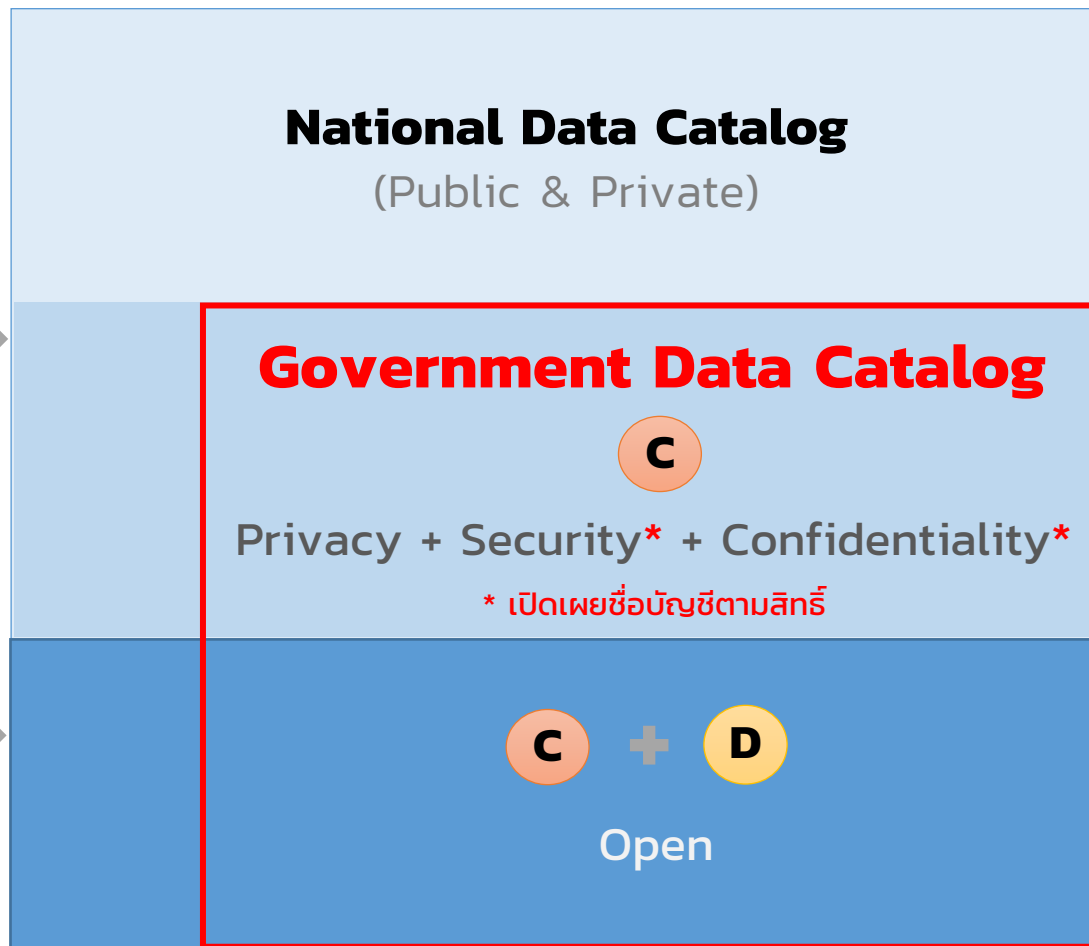 National Data Catalog
(Public & Private)
Government Data Catalog
C
Privacy + Security* + Confidentiality*
* เปิดเผยชื่อบัญชีตามสิทธิ์
C + D
Open